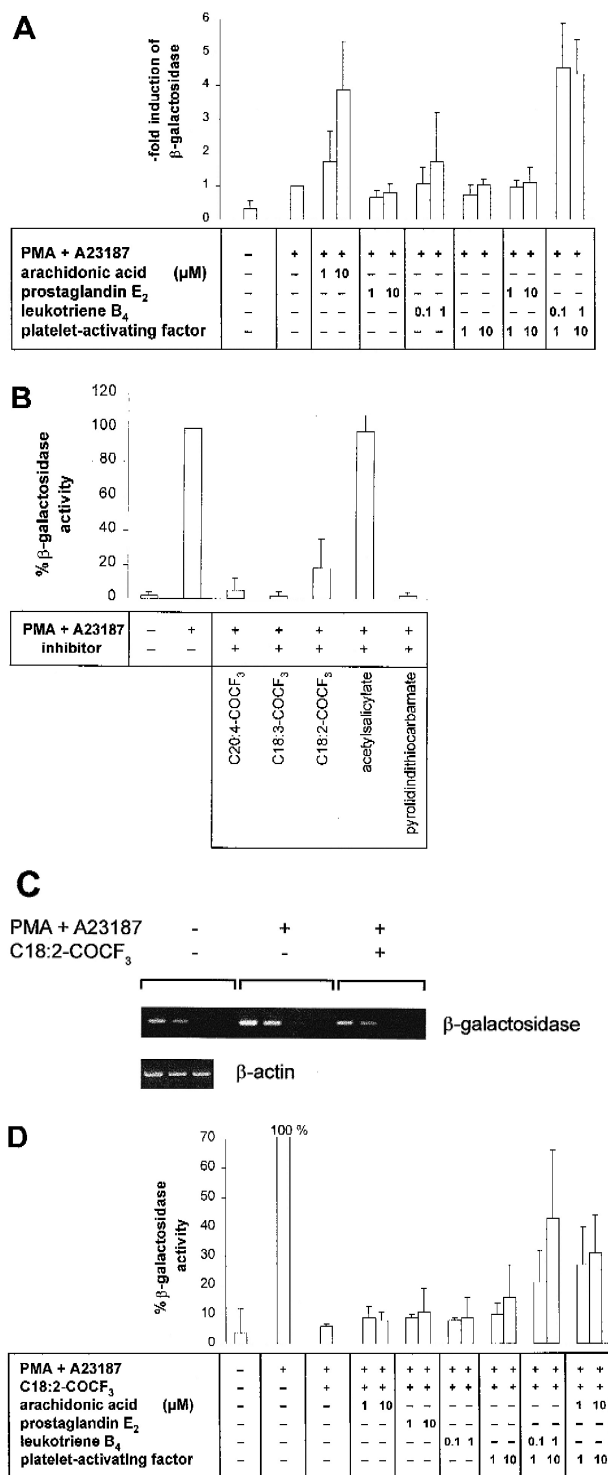 A
-fold induction of
β-galactosidase
6
5
4
3
2
1
0
PMA + A23187 – + + + + + + + + + + + + +
arachidonic acid (μM) – – 1 10 – – – – – – – – – –
prostaglandin E2 – – – – 1 10 – – – – 1 10 – –
leukotriene B4 – – – – – – 0.1 1 – – – – 0.1 1
platelet-activating factor – – – – – – – – 1 10 1 10 1 10
B
% β-galactosidase
activity
120
100
80
60
40
20
0
PMA + A23187 – + + + + + +
inhibitor – – + + + + +
C20:4-COCF3
C18:3-COCF3
C18:2-COCF3
acetylsalicylate
pyrolidindithiocarbamate
C
PMA + A23187 - + +
C18:2-COCF3 - - +
β-galactosidase
β-actin
D
% β-galactosidase
activity
100 %
70
60
50
40
30
20
10
0
PMA + A23187 – + + + + + + + + + + + + + +
C18:2-COCF3 – – + + + + + + + + + + + + +
arachidonic acid (μM) – – – 1 10 – – – – – – – – 1 10
prostaglandin E2 – – – – – 1 10 – – – – – – – –
leukotriene B4 – – – – – – – 0.1 1 – – 0.1 1 – –
platelet-activating factor – – – – – – – – – 1 10 1 10 1 10